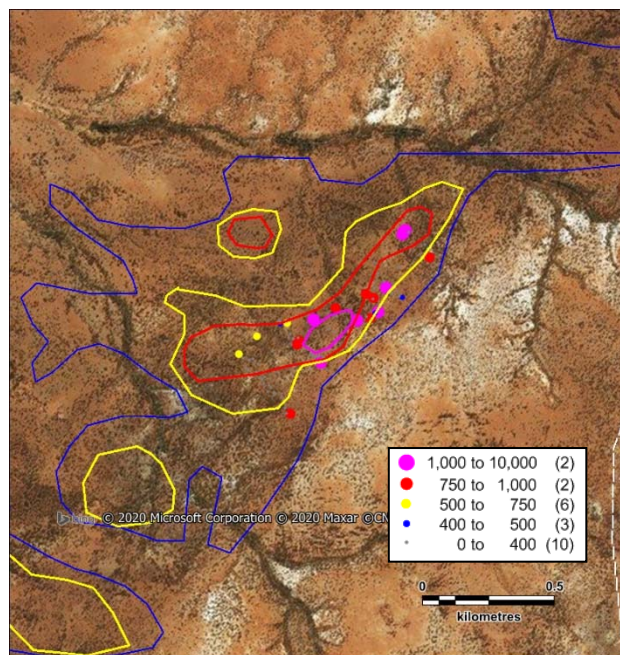 1,000 to 10,000 (2)
750 to 1,000 (2)
500 to 750 (6)
400 to 500 (3)
0 to 400 (10)
© 2020 Microsoft Corporation © 2020 Maxar ©CN
0 0.5
kilometres